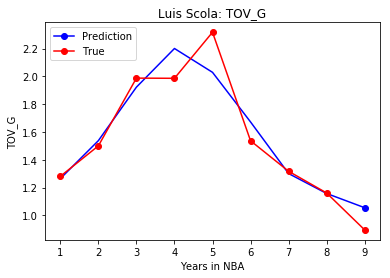 Luis Scola: TOV_G
Prediction
True
TOV_G
2.2
2.0
1.8
1.6
1.4
1.2
1.0
1 2 3 4 5 6 7 8 9
Years in NBA